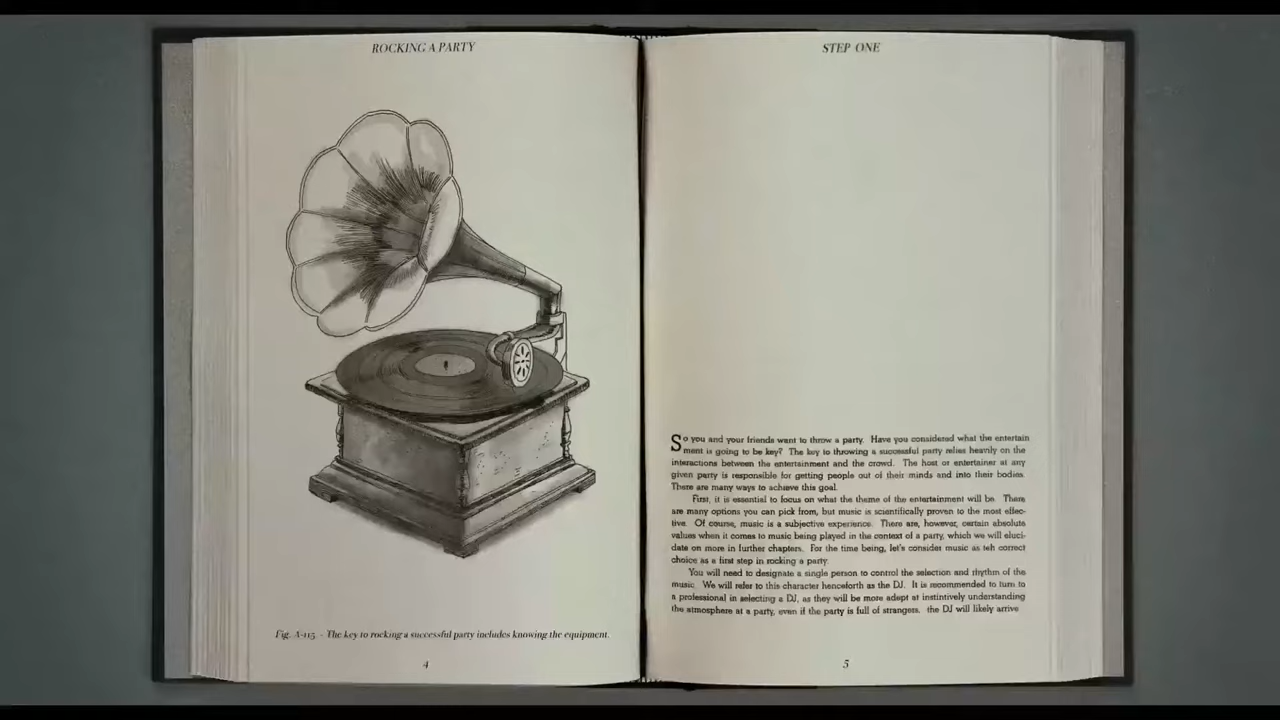 ROCKING A PARTY
Fig. A-115 - The key to rocking a successful party includes knowing the equipment.
4
STEP ONE
So you and your friends want to throw a party. Have you considered what the entertain
ment is going to be key? The key to throwing a successful party relies heavily on the
interactions between the entertainment and the crowd. The host or entertainer at any
given party is responsible for getting people out of their minds and into their bodies.
There are many ways to achieve this goal.
First, it is essential to focus on what the theme of the entertainment will be. There
are many options you can pick from, but music is scientifically proven to the most effec-
tive. Of course, music is a subjective experience. There are, however, certain absolute
values when it comes to music being played in the context of a party, which we will eluci-
date on more in further chapters. For the time being, let's consider music as teh correct
choice as a first step in rocking a party.
You will need to designate a single person to control the selection and rhythm of the
music. We will refer to this character henceforth as the DJ. It is recommended to turn to
a professional in selecting a DJ, as they will be more adept at instintively understanding
the atmosphere at a party, even if the party is full of strangers. the DJ will likely arrive
5